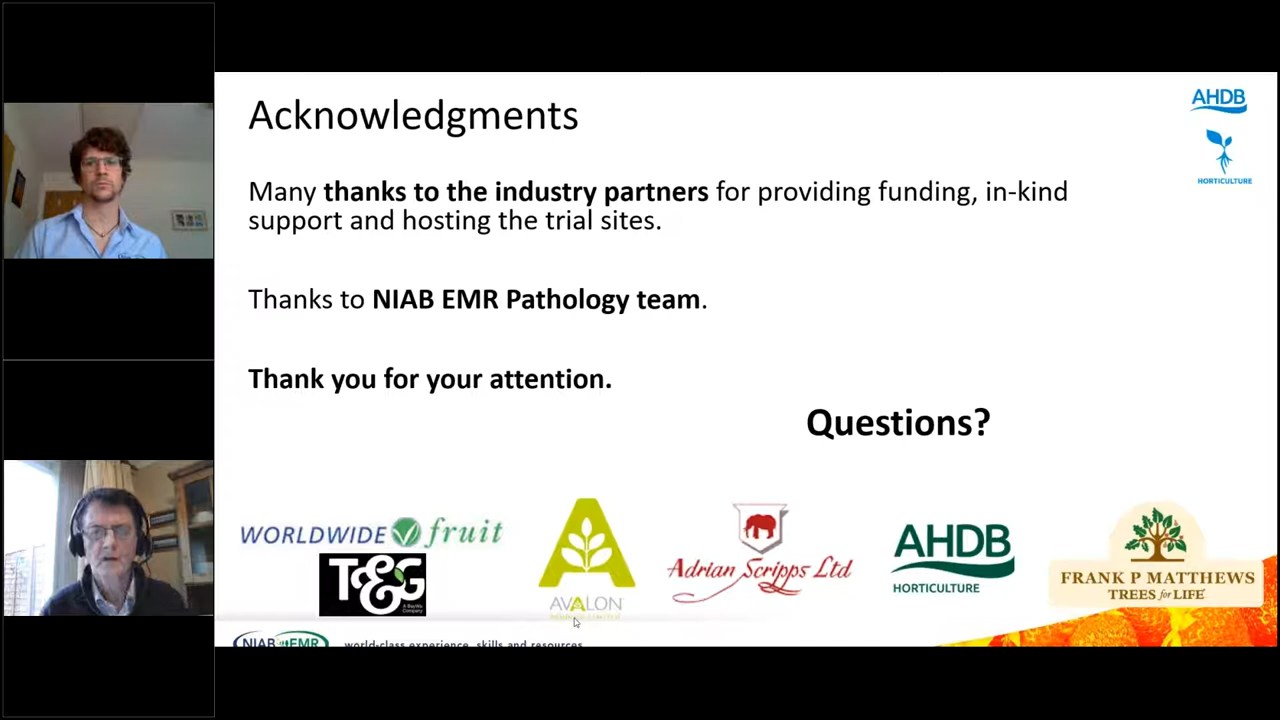 Acknowledgments
AHDB
HORTICULTURE
Many thanks to the industry partners for providing funding, in-kind
support and hosting the trial sites.
Thanks to NIAB EMR Pathology team.
Thank you for your attention.
Questions?
WORLDWIDE fruit
T&G
A BayWa
Company
AVALON
Adrian Scripps Ltd
AHDB
HORTICULTURE
FRANK P MATTHEWS
TREES for LIFE
NIAB EMR
world-class experience, skills and resources